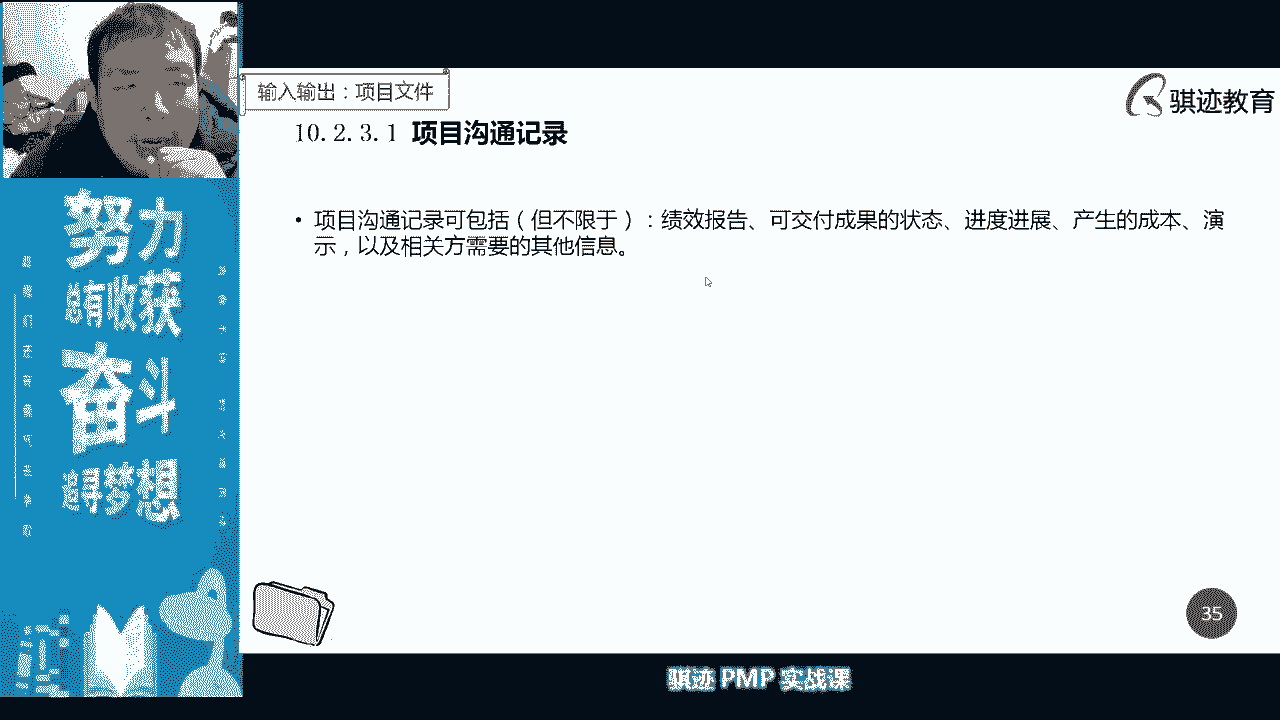 输入输出：项目文件
骐迹教育
10.2.3.1 项目沟通记录
• 项目沟通记录可包括（但不限于）：绩效报告、可交付成果的状态、进度进展、产生的成本、演
示，以及相关方需要的其他信息。
努力
总有收获
奋斗
追寻梦想
35
骐迹 PMP 实战课